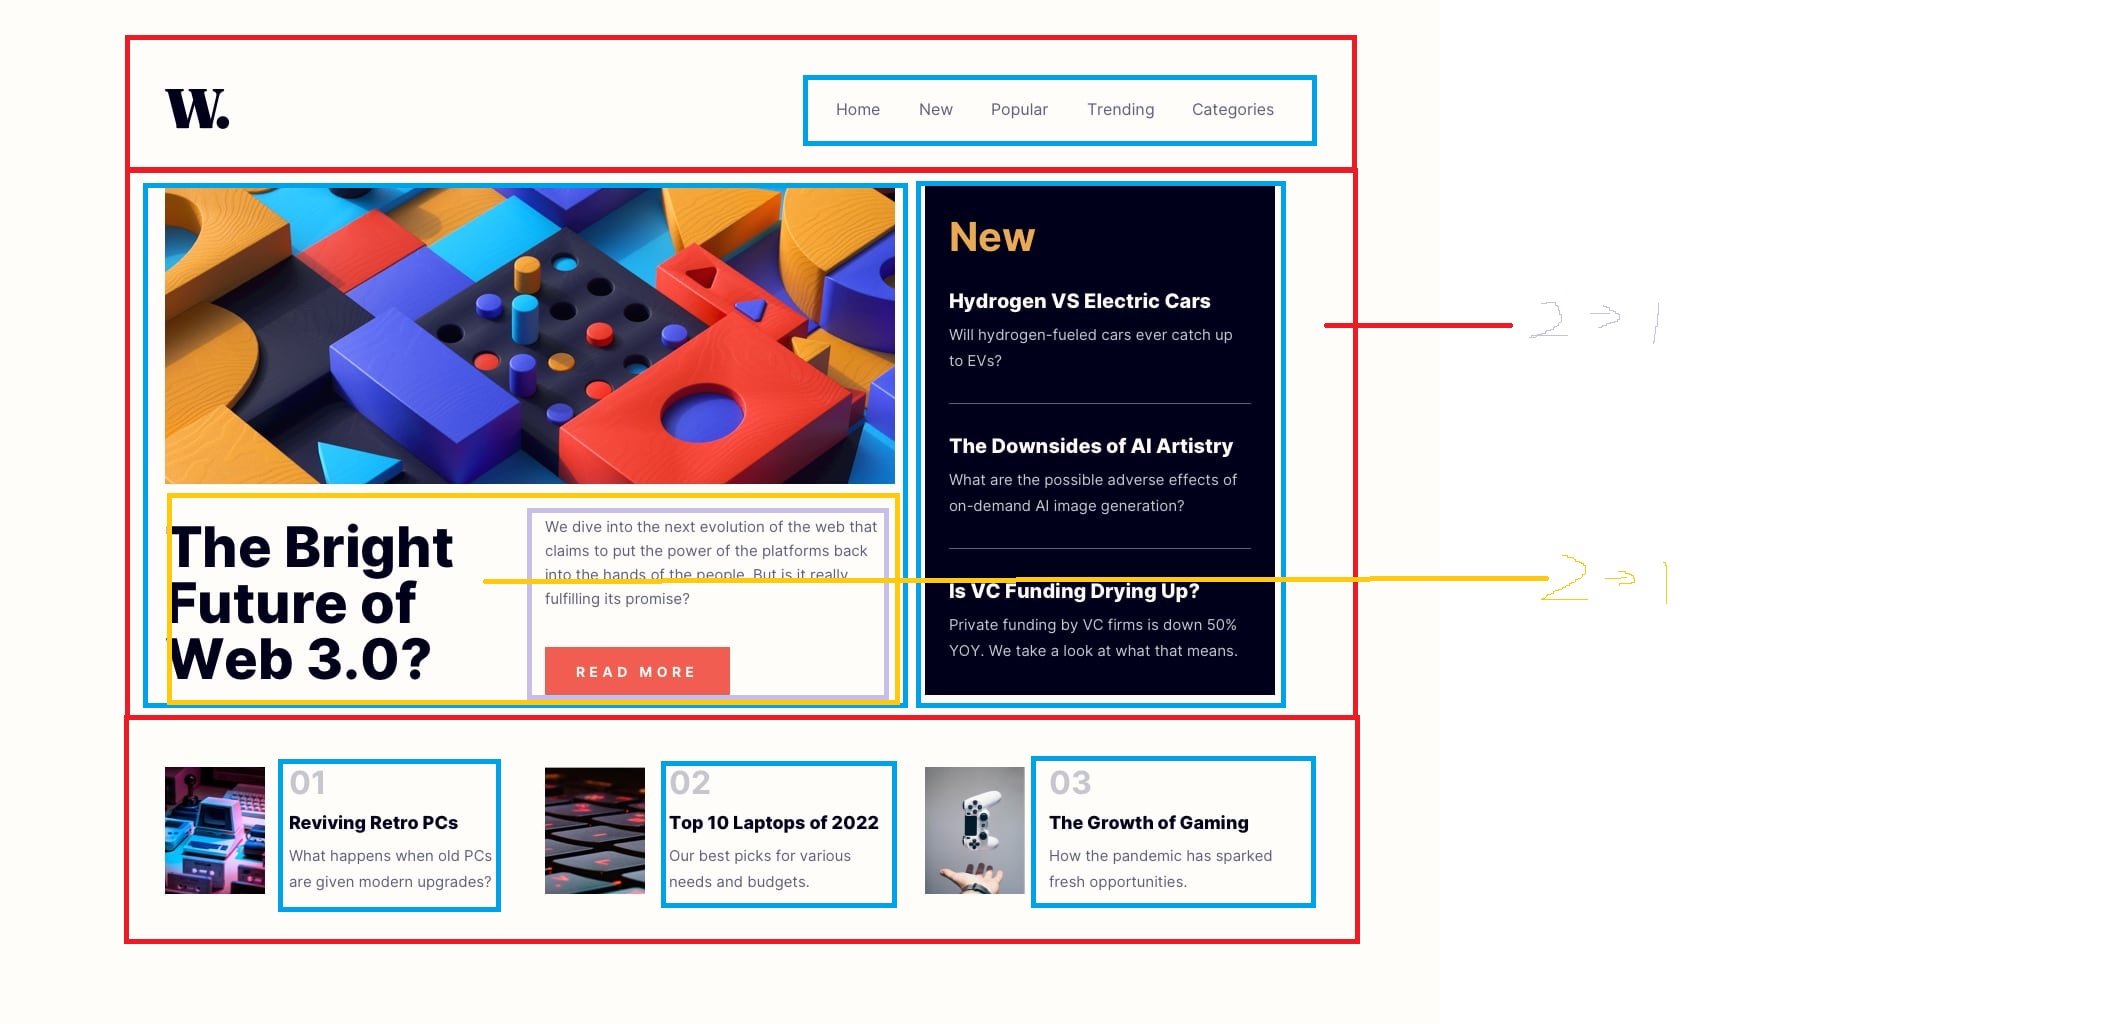 W.
Home New Popular Trending Categories
New
Hydrogen VS Electric Cars
Will hydrogen-fueled cars ever catch up
to EVs?
2 => 1
The Downsides of AI Artistry
What are the possible adverse effects of
on-demand AI image generation?
Is VC Funding Drying Up?
Private funding by VC firms is down 50%
YOY. We take a look at what that means.
The Bright
Future of
Web 3.0?
We dive into the next evolution of the web that
claims to put the power of the platforms back
into the hands of the people. But is it really
fulfilling its promise?
READ MORE
2 => 1
01
Reviving Retro PCs
What happens when old PCs
are given modern upgrades?
02
Top 10 Laptops of 2022
Our best picks for various
needs and budgets.
03
The Growth of Gaming
How the pandemic has sparked
fresh opportunities.